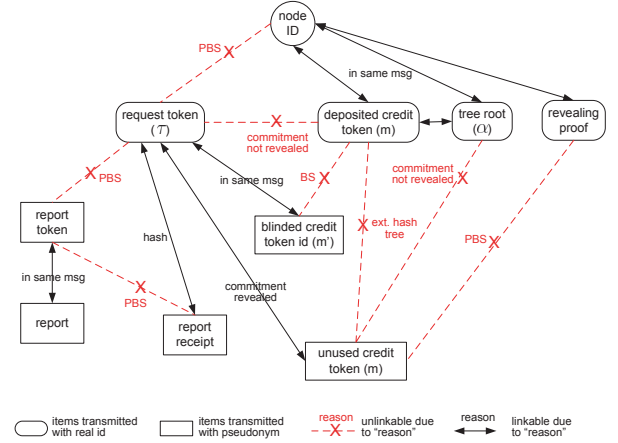 node
ID
PBS
in same msg
request token
(τ)
deposited credit
token (m)
tree root
(α)
revealing
proof
commitment
not revealed
PBS
in same msg
BS
commitment
not revealed
report
token
hash
blinded credit
token id (m')
ext. hash
tree
PBS
in same msg
PBS
commitment
revealed
report
report
receipt
unused credit
token (m)
items transmitted
with real id
items transmitted
with pseudonym
reason
unlinkable due
to "reason"
reason
linkable due
to "reason"